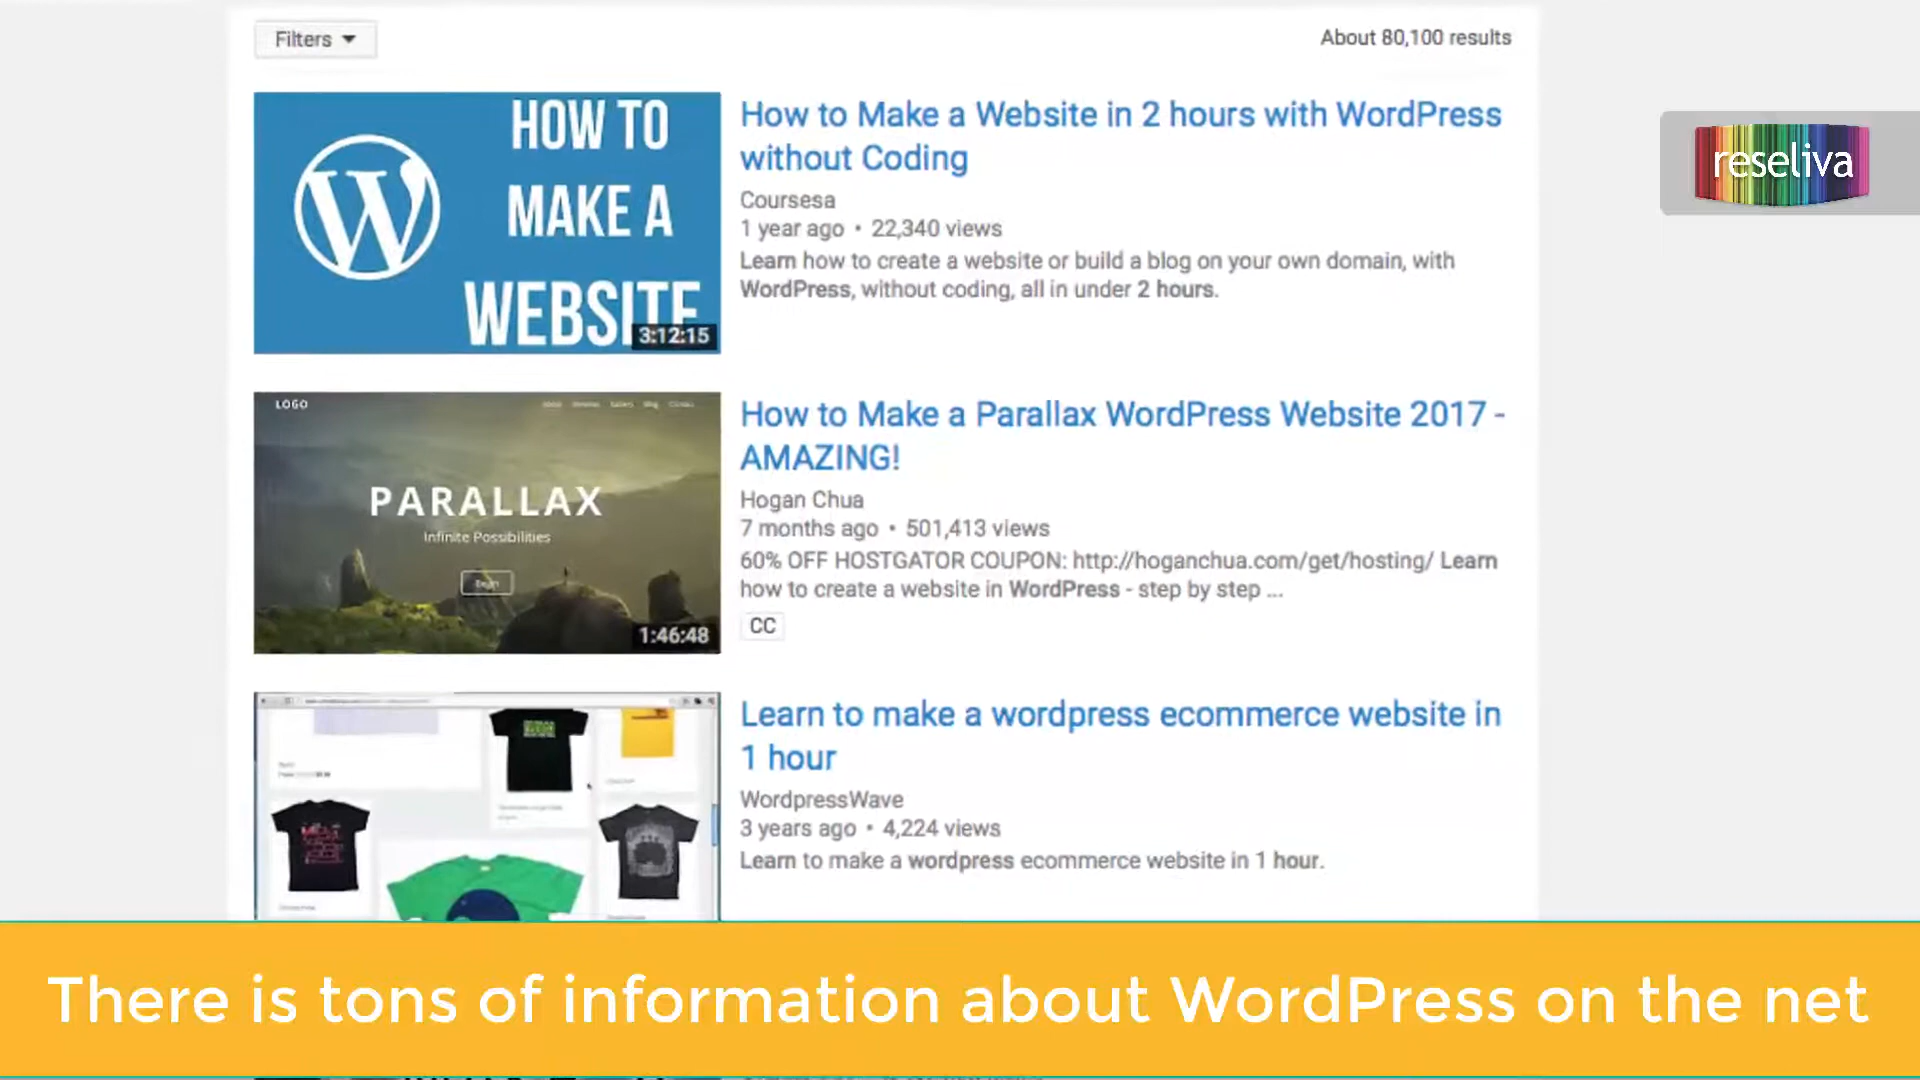 Filters
About 80,100 results
HOW TO
MAKE A
WEBSITE
3:12:15
How to Make a Website in 2 hours with WordPress
without Coding
Coursesa
1 year ago • 22,340 views
Learn how to create a website or build a blog on your own domain, with
WordPress, without coding, all in under 2 hours.
reseliva
LOGO
PARALLAX
Infinite Possibilities
1:46:48
How to Make a Parallax WordPress Website 2017 -
AMAZING!
Hogan Chua
7 months ago • 501,413 views
60% OFF HOSTGATOR COUPON: http://hoganchua.com/get/hosting/ Learn
how to create a website in WordPress - step by step ...
CC
Learn to make a wordpress ecommerce website in
1 hour
WordpressWave
3 years ago • 4,224 views
Learn to make a wordpress ecommerce website in 1 hour.
There is tons of information about WordPress on the net